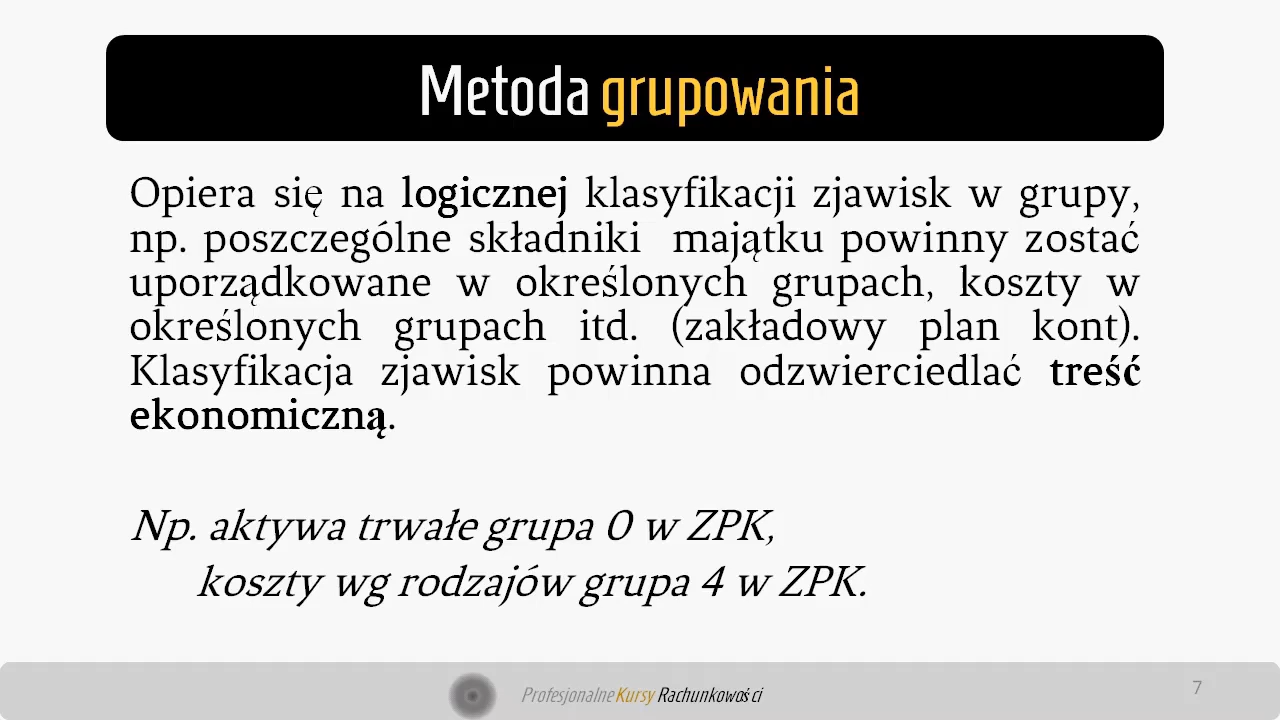 Metoda grupowania
Opiera się na logicznej klasyfikacji zjawisk w grupy,
np. poszczególne składniki majątku powinny zostać
uporządkowane w określonych grupach, koszty w
określonych grupach itd. (zakładowy plan kont).
Klasyfikacja zjawisk powinna odzwierciedlać treść
ekonomiczną.
Np. aktywa trwałe grupa 0 w ZPK,
koszty wg rodzajów grupa 4 w ZPK.
Profesjonalne Kursy Rachunkowości
7